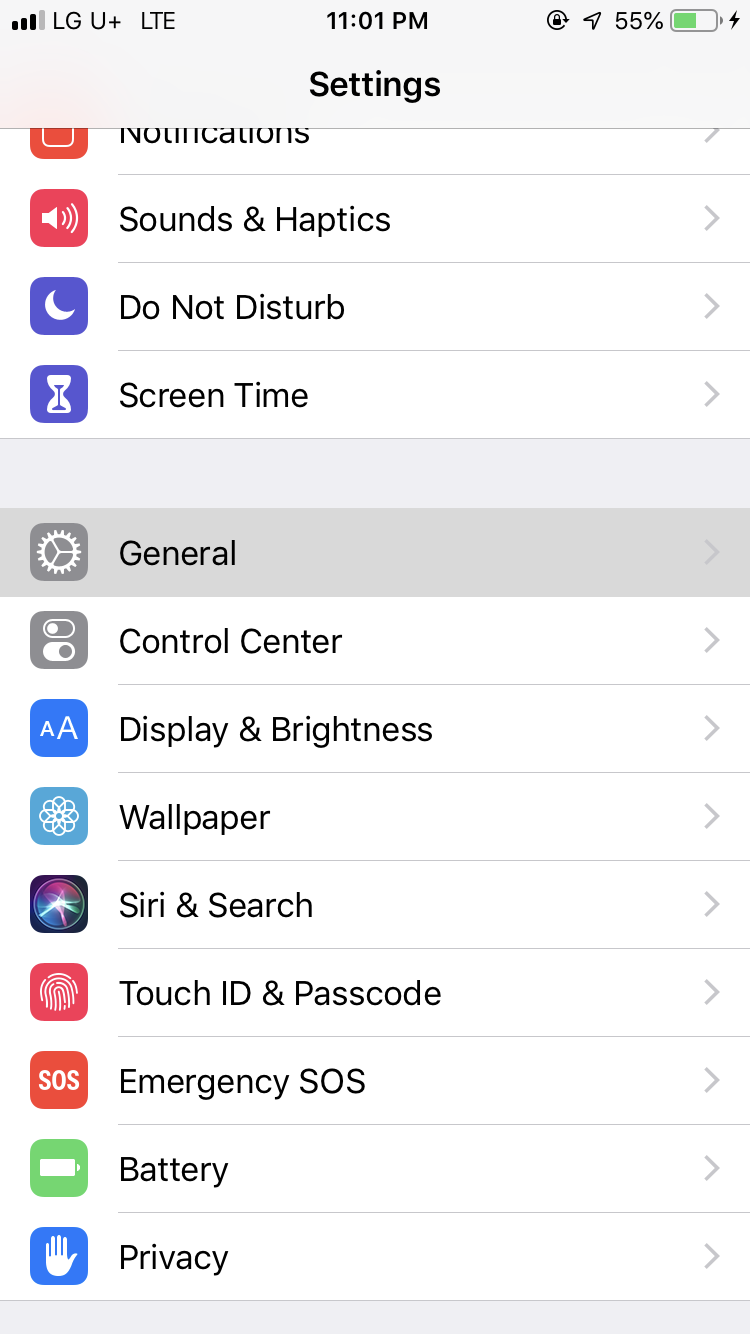 LG U+ LTE 11:01 PM 55%
Settings
Notifications
Sounds & Haptics
Do Not Disturb
Screen Time
General
Control Center
AA Display & Brightness
Wallpaper
Siri & Search
Touch ID & Passcode
SOS Emergency SOS
Battery
Privacy